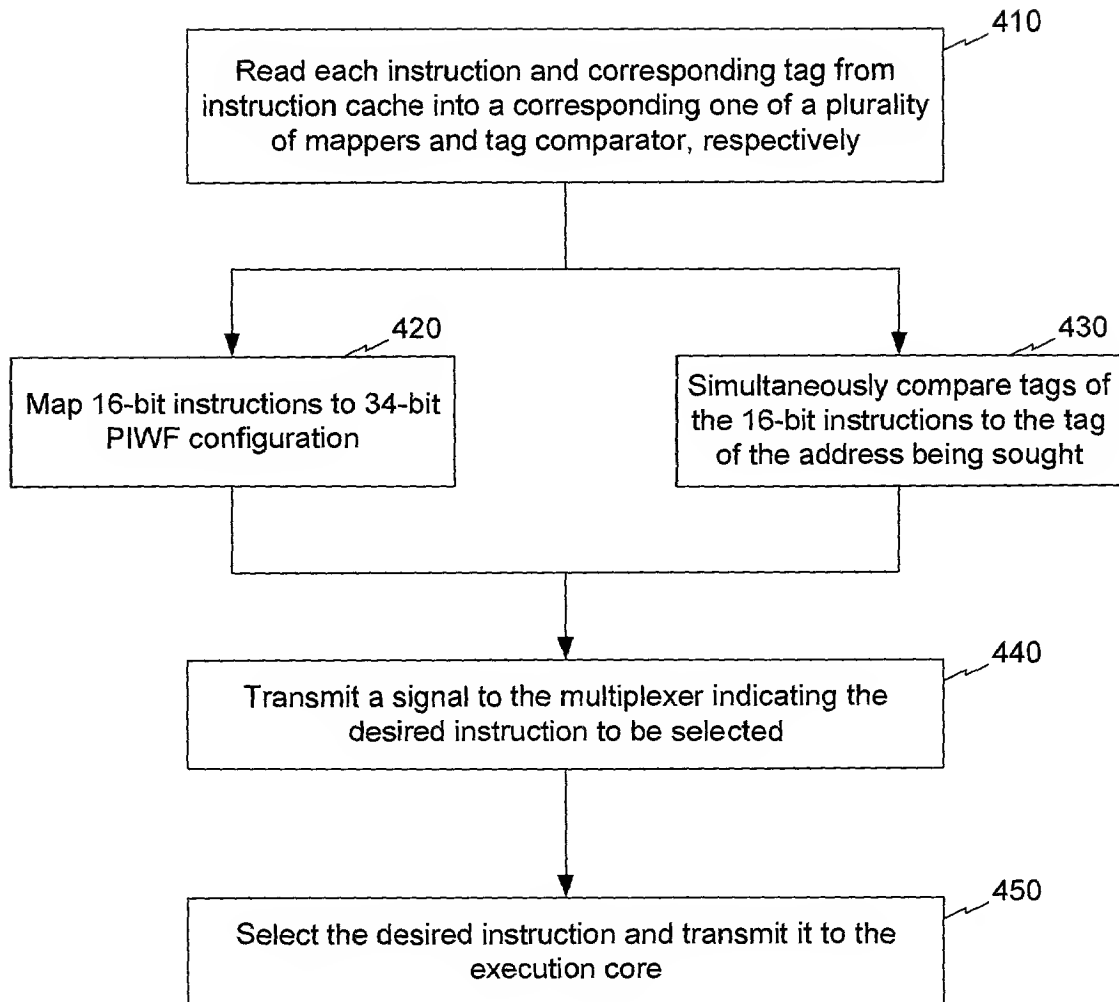 410
Read each instruction and corresponding tag from
instruction cache into a corresponding one of a plurality
of mappers and tag comparator, respectively
420
Map 16-bit instructions to 34-bit
PIWF configuration
430
Simultaneously compare tags of
the 16-bit instructions to the tag
of the address being sought
440
Transmit a signal to the multiplexer indicating the
desired instruction to be selected
450
Select the desired instruction and transmit it to the
execution core